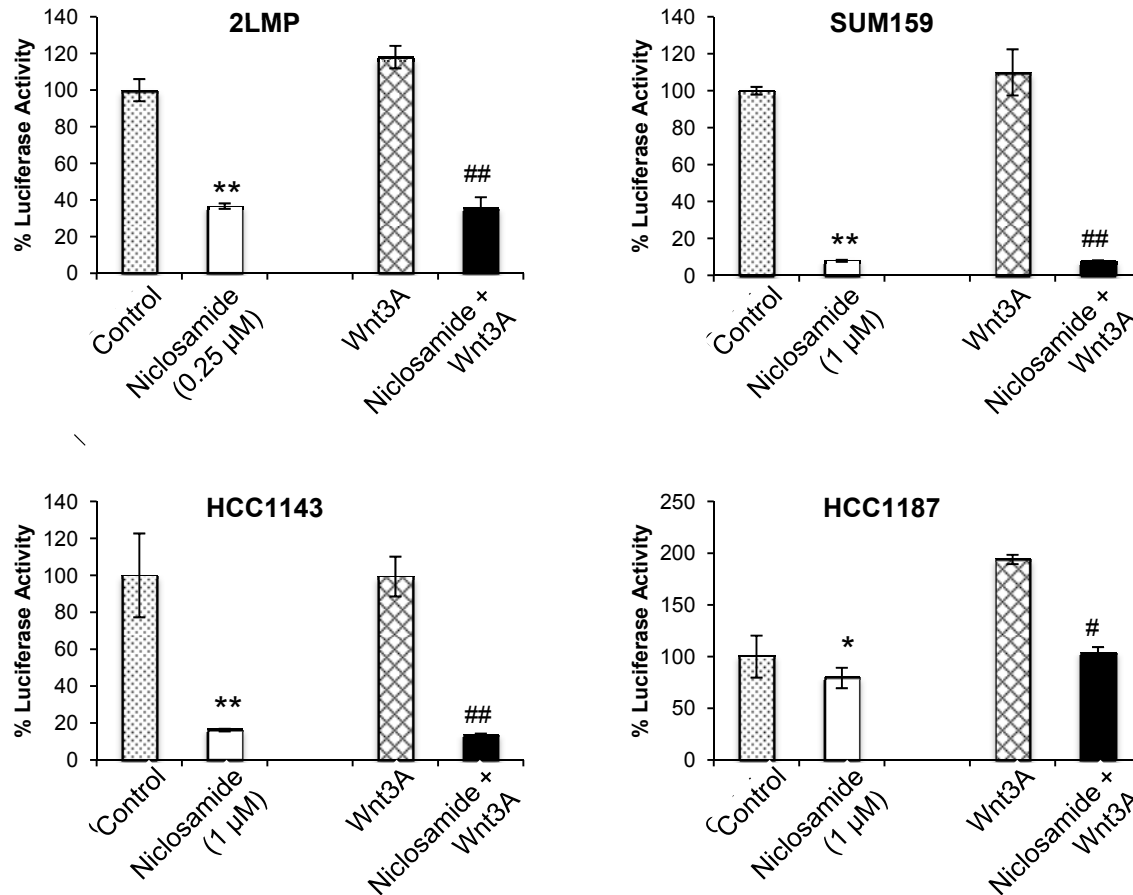 2LMP
% Luciferase Activity
140
120
100
80
60
40
20
0
**
##
Control
Niclosamide
(0.25 µM)
Wnt3A
Niclosamide +
Wnt3A
SUM159
% Luciferase Activity
140
120
100
80
60
40
20
0
**
##
Control
Niclosamide
(1 µM)
Wnt3A
Niclosamide +
Wnt3A
HCC1143
% Luciferase Activity
140
120
100
80
60
40
20
0
**
##
Control
Niclosamide
(1 µM)
Wnt3A
Niclosamide +
Wnt3A
HCC1187
% Luciferase Activity
250
200
150
100
50
0
*
#
Control
Niclosamide
(1 µM)
Wnt3A
Niclosamide +
Wnt3A